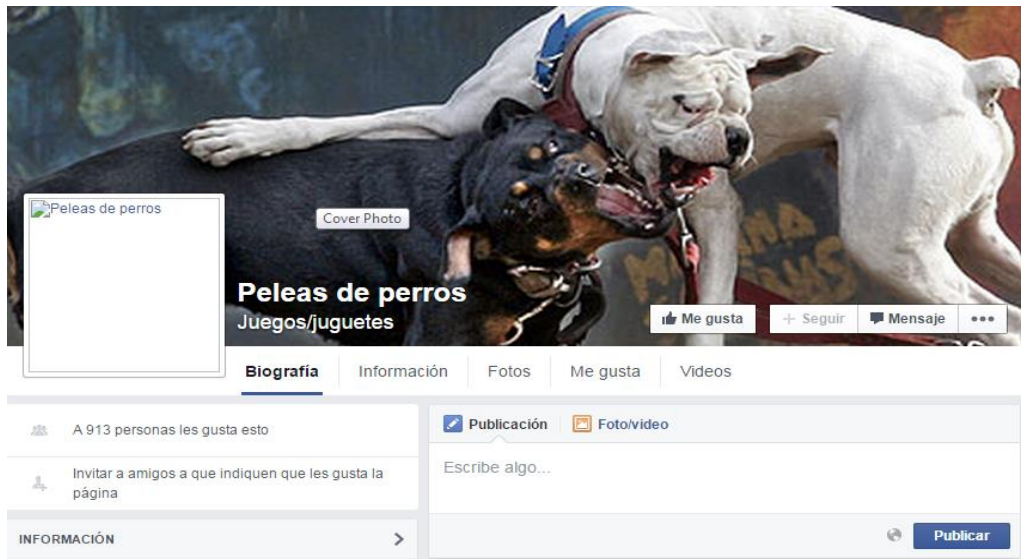 Peleas de perros
Cover Photo
Peleas de perros
Juegos/juguetes
Me gusta
Seguir
Mensaje
Biografía
Información
Fotos
Me gusta
Videos
A 913 personas les gusta esto
Invitar a amigos a que indiquen que les gusta la
página
INFORMACIÓN
Publicación
Foto/video
Escribe algo...
Publicar